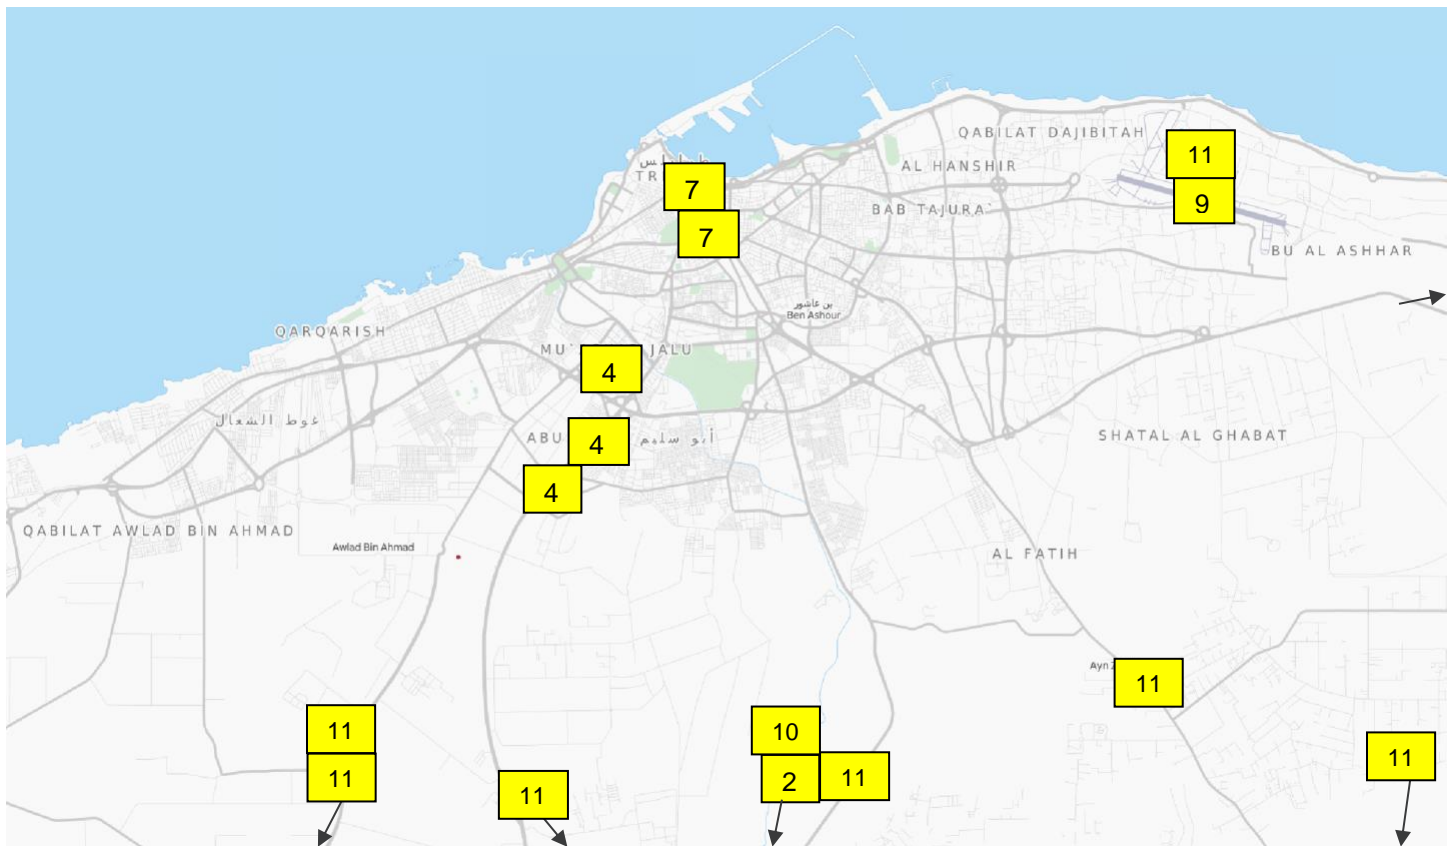 QABILAT DAJIBITAH
11
AL HANSHIR
TR
7
9
BAB TAJURA`
7
BU AL ASHHAR
بن عاشور
Ben Ashour
QARQARISH
MU
JALU
4
غوط الشعال
ABU
4
أبو سليم
SHATAL AL GHABAT
4
QABILAT AWLAD BIN AHMAD
Awlad Bin Ahmad
AL FATIH
Ayn
11
11
10
11
11
11
2
11
11